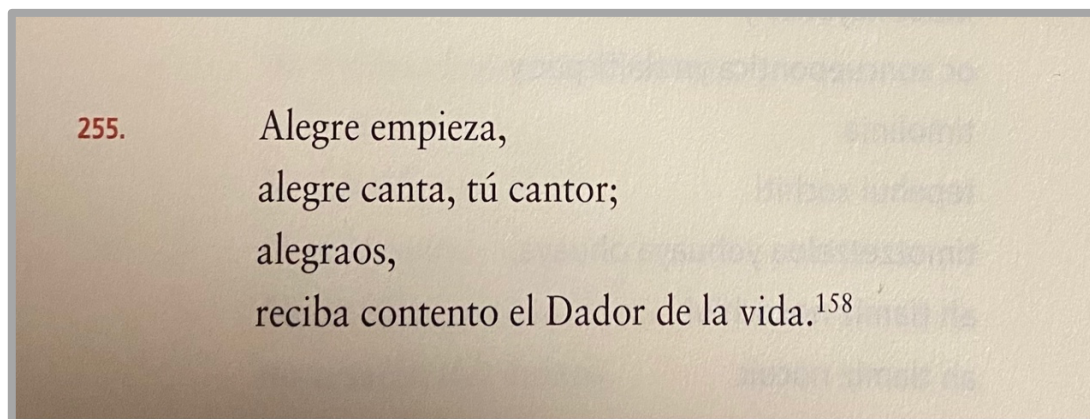 255. Alegre empieza,
alegre canta, tú cantor;
alegraos,
reciba contento el Dador de la vida.158